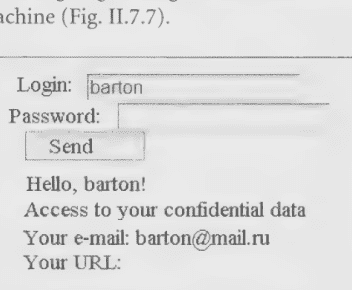 achine (Fig. II.7.7).
Login: barton
Password:
Send
Hello, barton!
Access to your confidential data
Your e-mail: barton@mail.ru
Your URL: